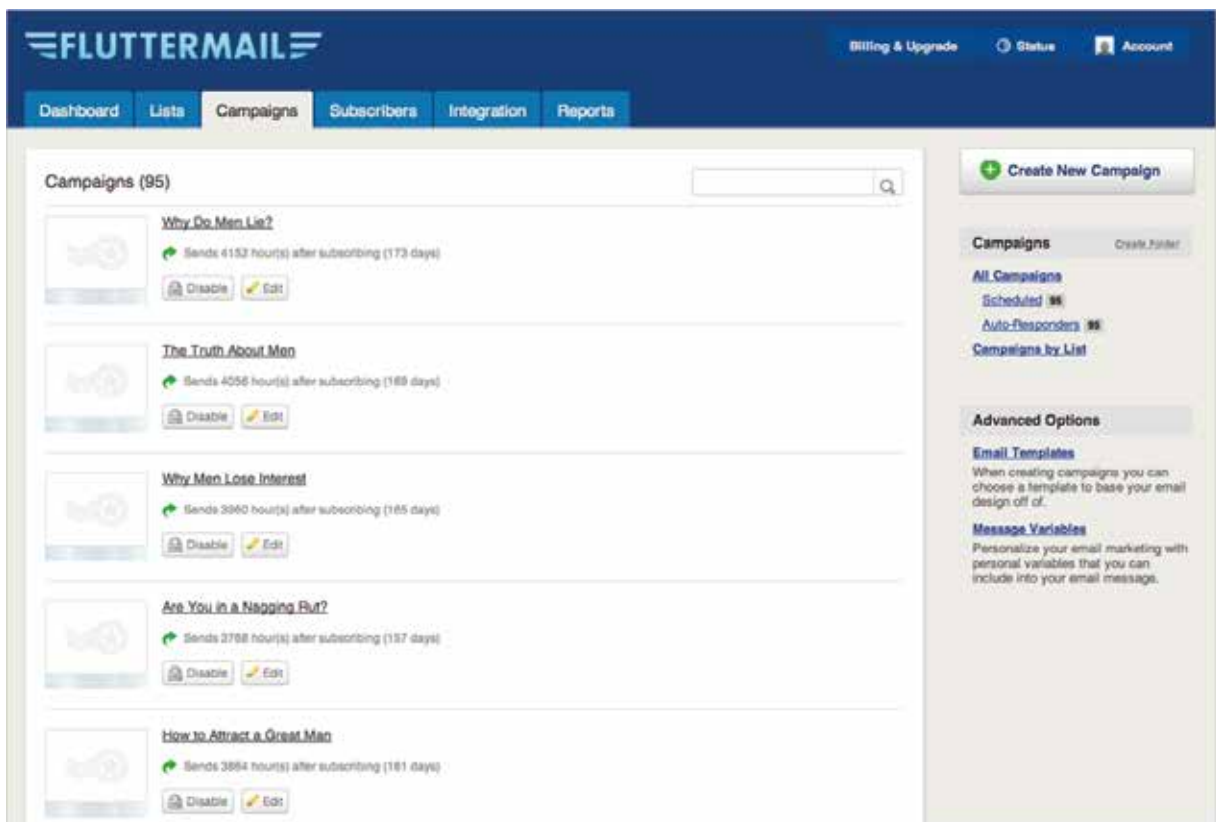 FLUTTERMAIL
Billing & Upgrade Status Account
Dashboard Lists Campaigns Subscribers Integration Reports
Campaigns (95)
Why Do Men Lie?
Sends 4152 hour(s) after subscribing (173 days)
Disable Edit
The Truth About Men
Sends 4056 hour(s) after subscribing (169 days)
Disable Edit
Why Men Lose Interest
Sends 3960 hour(s) after subscribing (165 days)
Disable Edit
Are You in a Nagging Rut?
Sends 3768 hour(s) after subscribing (157 days)
Disable Edit
How to Attract a Great Man
Sends 3864 hour(s) after subscribing (161 days)
Disable Edit
Create New Campaign
Campaigns Create Folder
All Campaigns
Scheduled 95
Auto-Responders 95
Campaigns by List
Advanced Options
Email Templates
When creating campaigns you can
choose a template to base your email
design off of.
Message Variables
Personalize your email marketing with
personal variables that you can
include into your email message.